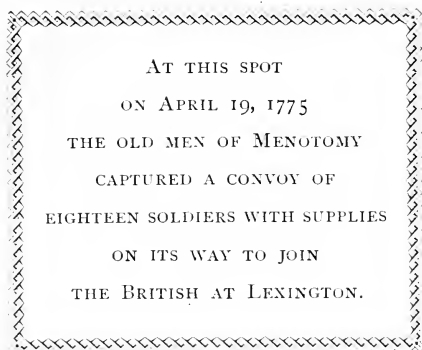 At this spot
on April 19, 1775
the old men of Menotomy
captured a convoy of
eighteen soldiers with supplies
on its way to join
the British at Lexington.